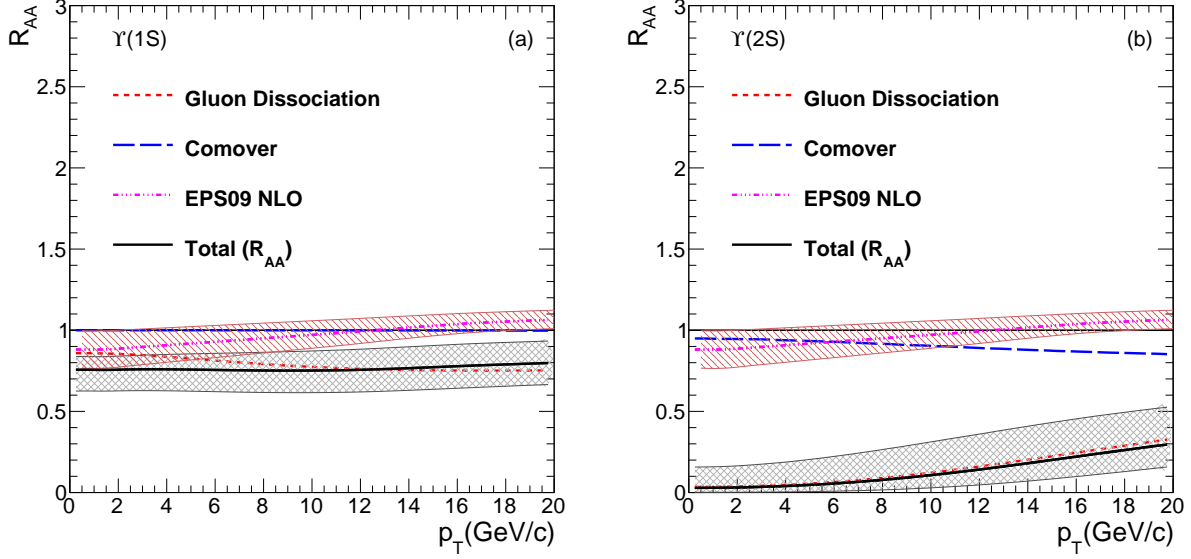 R_AA
ϒ(1S)
(a)
Gluon Dissociation
Comover
EPS09 NLO
Total (R_AA)
3
2.5
2
1.5
1
0.5
0
0 2 4 6 8 10 12 14 16 18 20
p_T(GeV/c)
R_AA
ϒ(2S)
(b)
Gluon Dissociation
Comover
EPS09 NLO
Total (R_AA)
3
2.5
2
1.5
1
0.5
0
0 2 4 6 8 10 12 14 16 18 20
p_T(GeV/c)